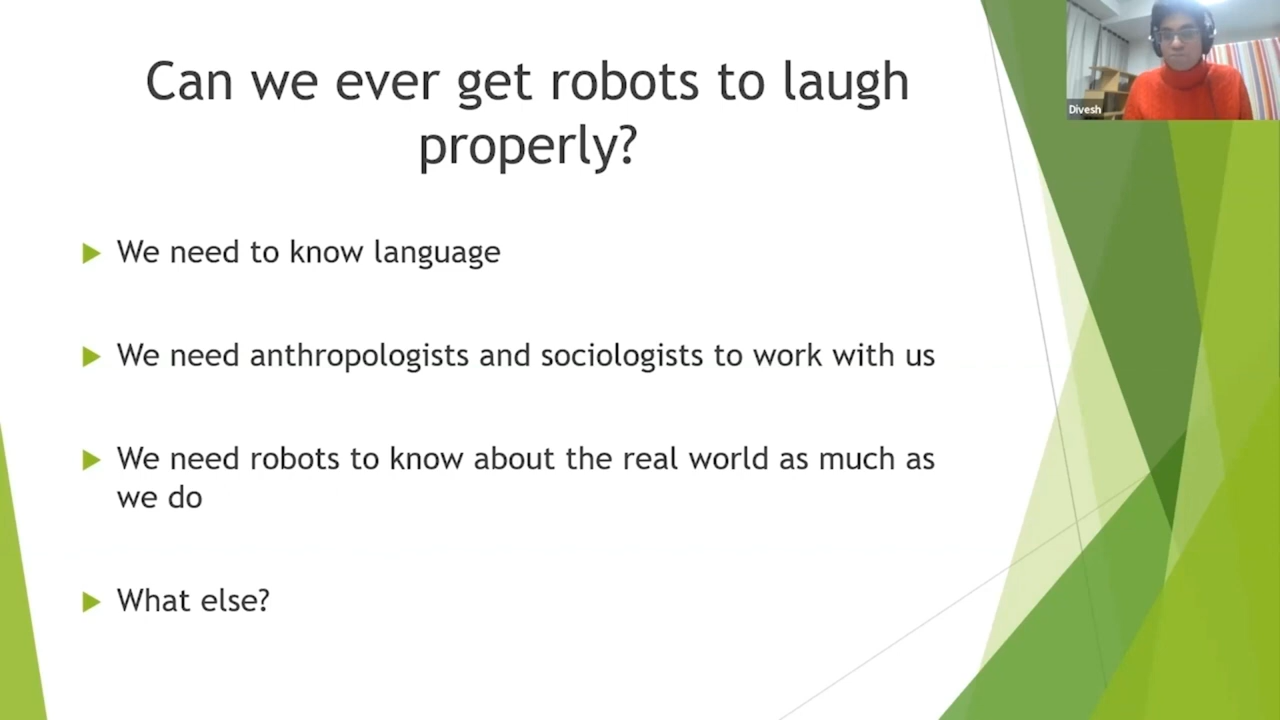 Can we ever get robots to laugh
properly?
We need to know language
We need anthropologists and sociologists to work with us
We need robots to know about the real world as much as
we do
What else?
Divesh